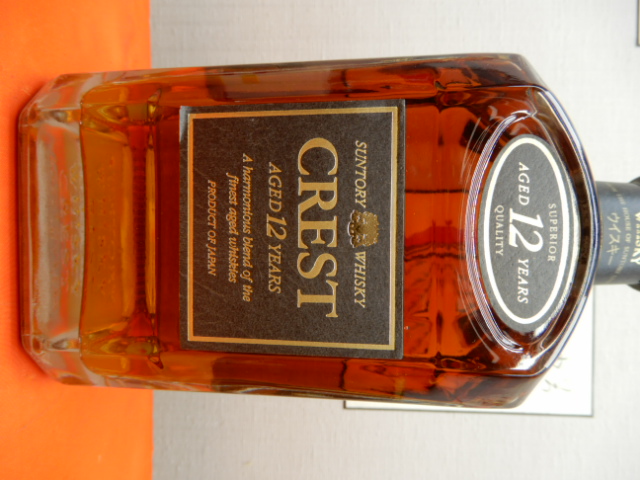 ウイスキー
SUPERIOR
AGED 12 YEARS
QUALITY
SUNTORY WHISKY
CREST
AGED 12 YEARS
A harmonious blend of the
finest aged whiskies
PRODUCT OF JAPAN